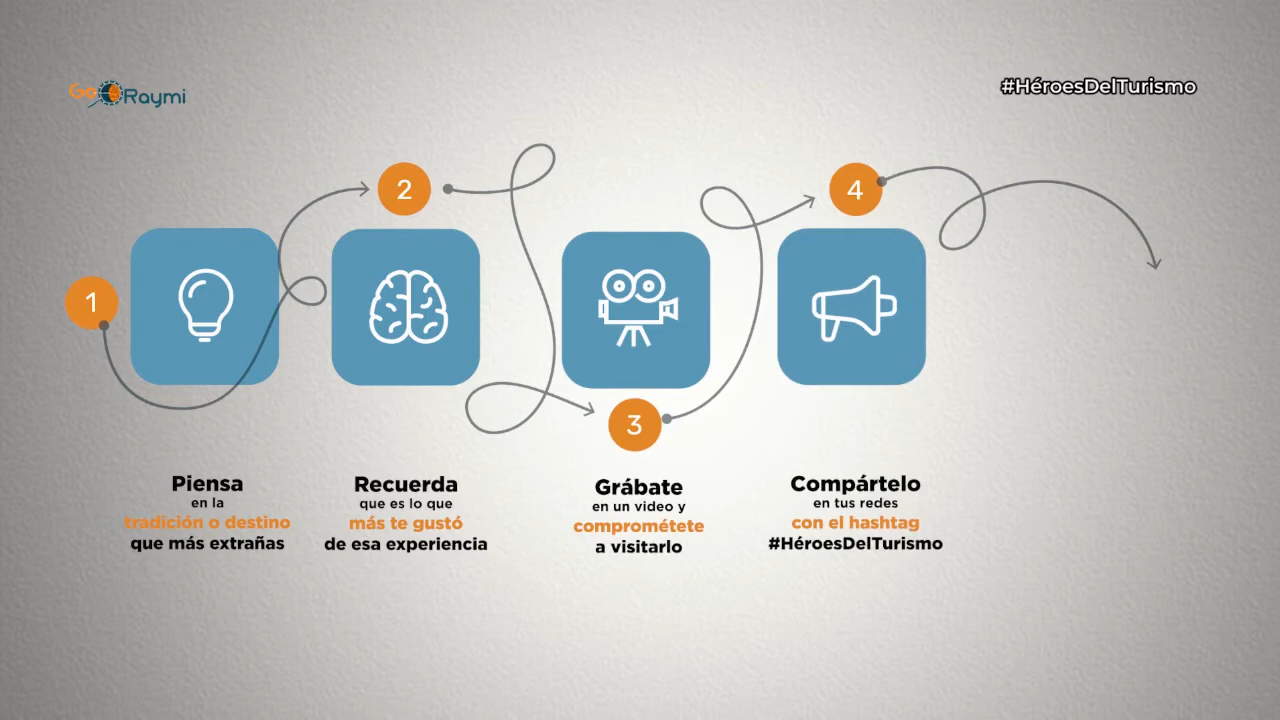 Go Raymi
#HéroesDelTurismo
1
2
3
4
Piensa
en la
tradición o destino
que más extrañas
Recuerda
que es lo que
más te gustó
de esa experiencia
Grábate
en un video y
comprométete
a visitarlo
Compártelo
en tus redes
con el hashtag
#HéroesDelTurismo